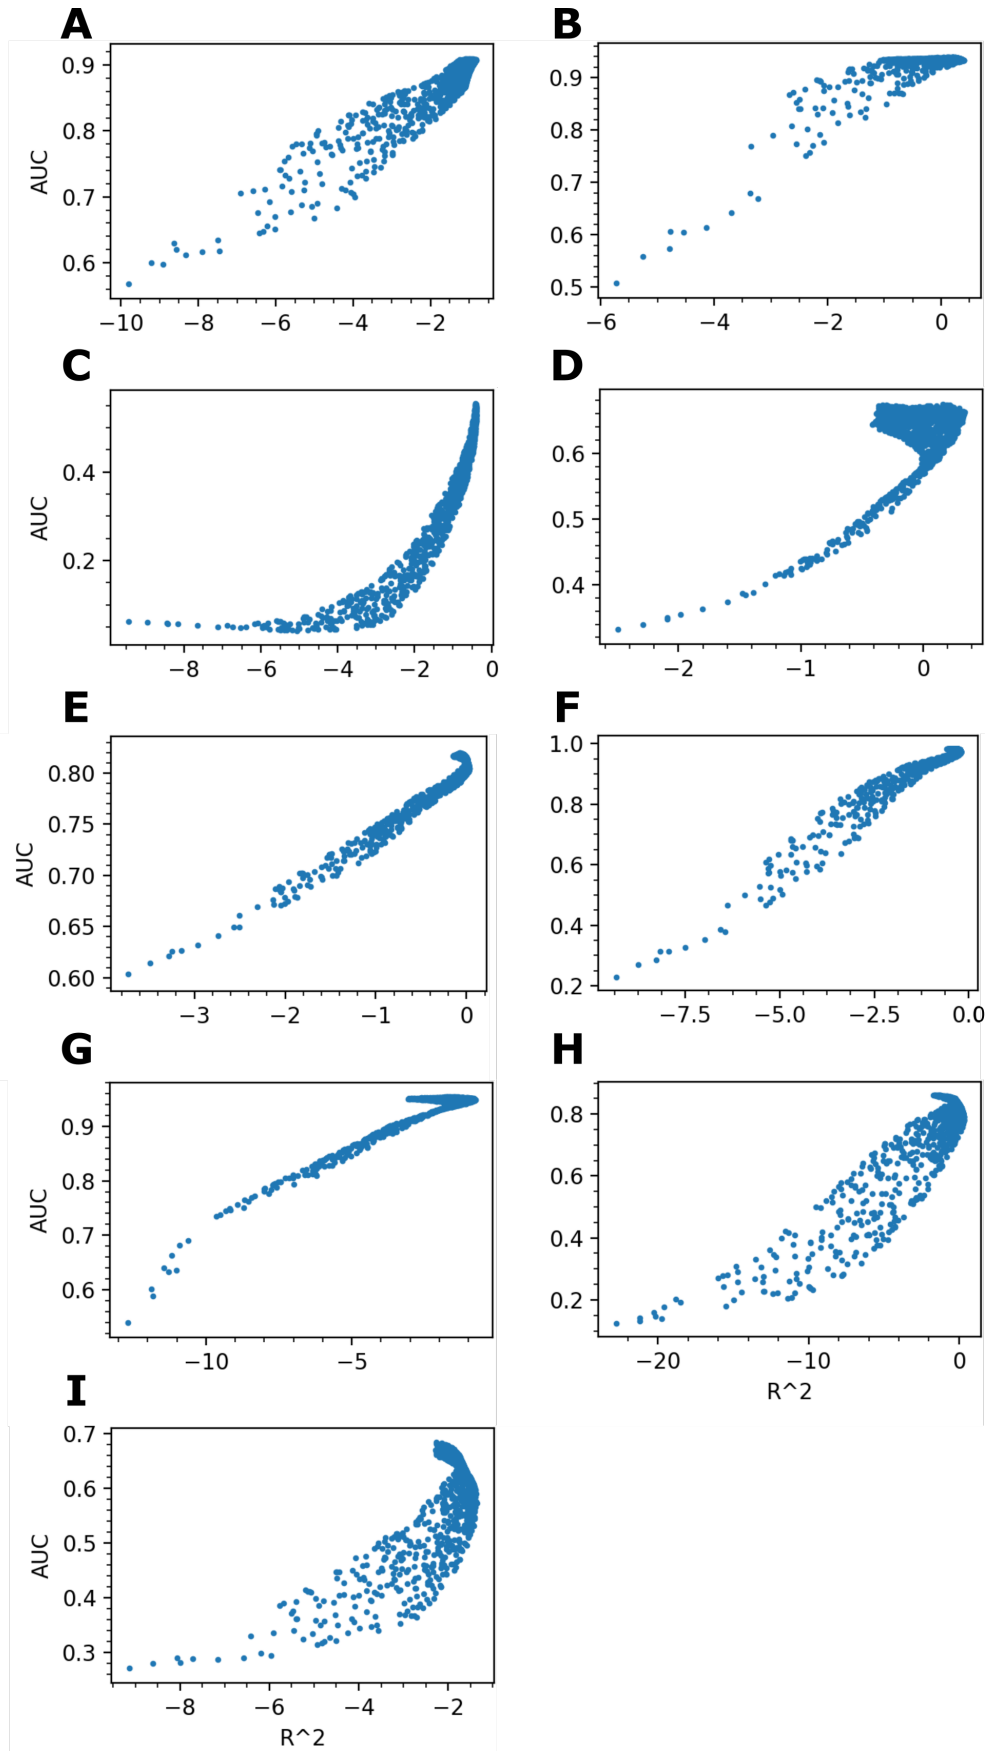 A
B
AUC
0.9
0.8
0.7
0.6
−10 −8 −6 −4 −2
0.9
0.8
0.7
0.6
0.5
−6 −4 −2 0
C
D
AUC
0.4
0.2
−8 −6 −4 −2 0
0.6
0.5
0.4
−2 −1 0
E
F
AUC
0.80
0.75
0.70
0.65
0.60
−3 −2 −1 0
1.0
0.8
0.6
0.4
0.2
−7.5 −5.0 −2.5 0.0
G
H
AUC
0.9
0.8
0.7
0.6
−10 −5
0.8
0.6
0.4
0.2
−20 −10 0
R^2
I
AUC
0.7
0.6
0.5
0.4
0.3
−8 −6 −4 −2
R^2